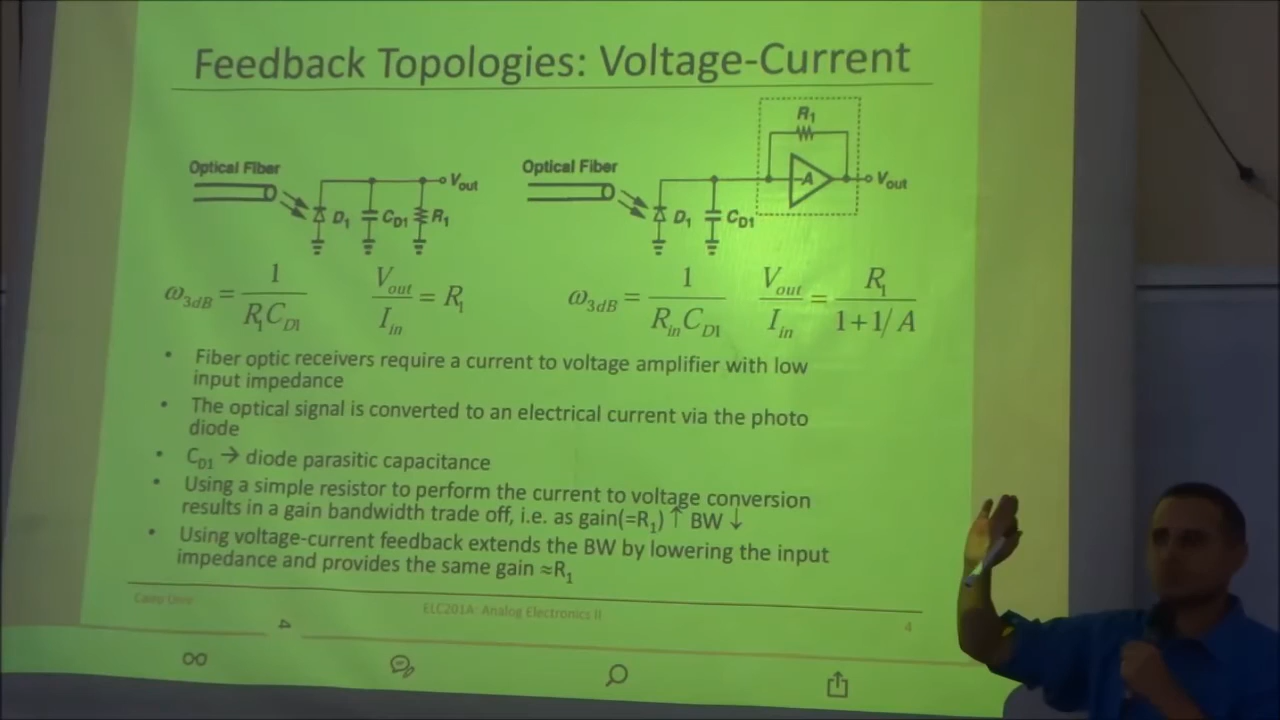 Feedback Topologies: Voltage-Current
Optical Fiber
D1
CD1
R1
Vout
Optical Fiber
D1
CD1
R1
-A
Vout
ω3dB = 1 / R1CD1
Vout / Iin = R1
ω3dB = 1 / RinCD1
Vout / Iin = R1 / 1+1/A
• Fiber optic receivers require a current to voltage amplifier with low
input impedance
• The optical signal is converted to an electrical current via the photo
diode
• CD1 → diode parasitic capacitance
• Using a simple resistor to perform the current to voltage conversion
results in a gain bandwidth trade off, i.e. as gain(=R1) ↑ BW ↓
• Using voltage-current feedback extends the BW by lowering the input
impedance and provides the same gain ≈R1
Cairo Univ.
ELC201A: Analog Electronics II
4
4